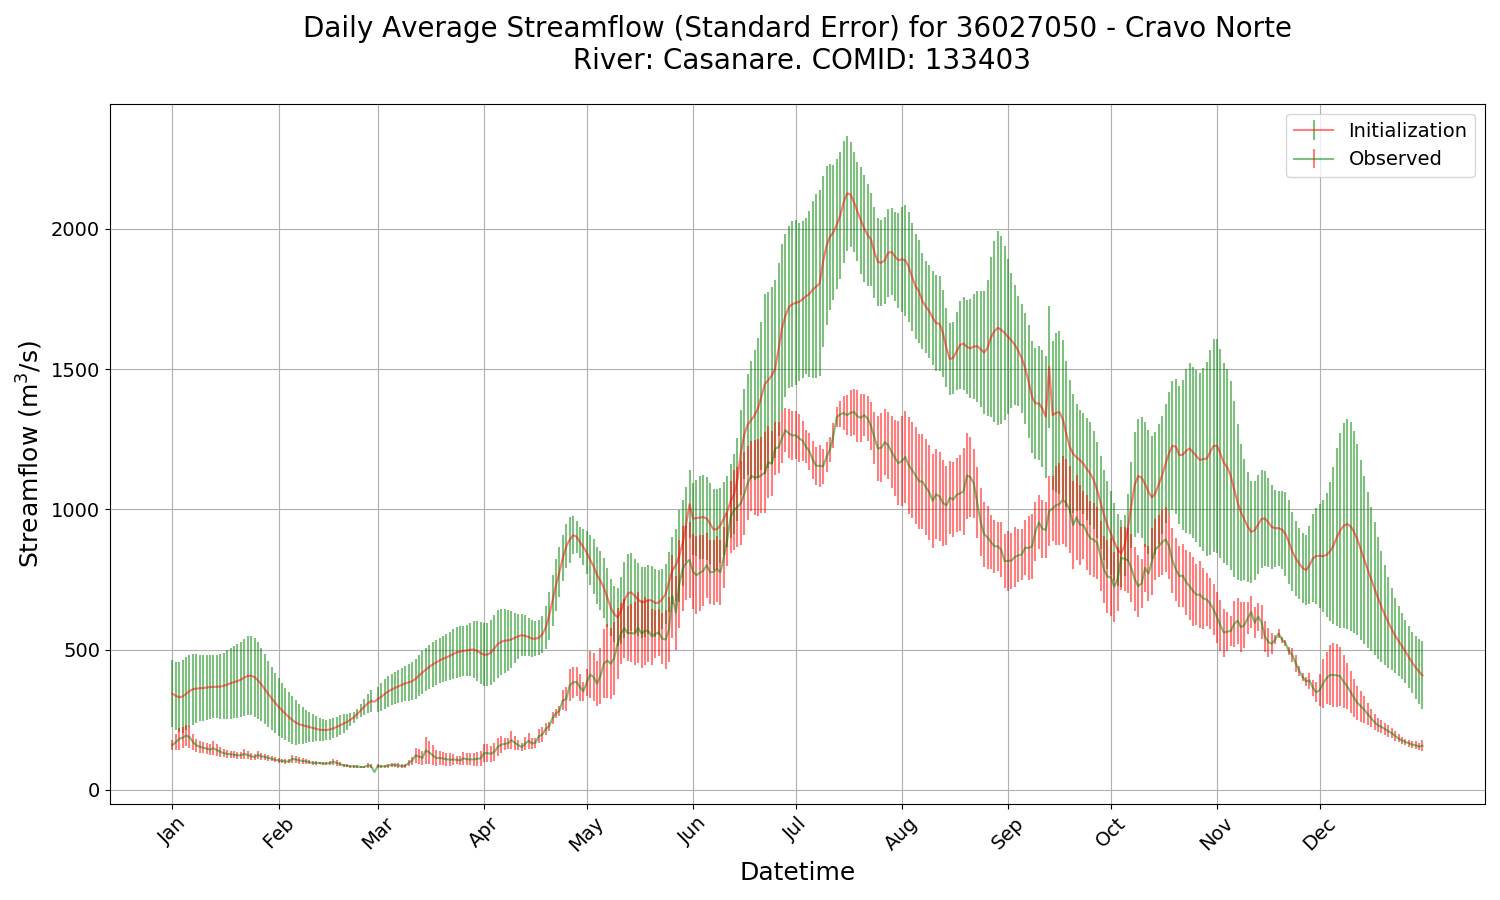 Daily Average Streamflow (Standard Error) for 36027050 - Cravo Norte
River: Casanare. COMID: 133403
Initialization
Observed
Streamflow (m³/s)
2000
1500
1000
500
0
Jan
Feb
Mar
Apr
May
Jun
Jul
Aug
Sep
Oct
Nov
Dec
Datetime